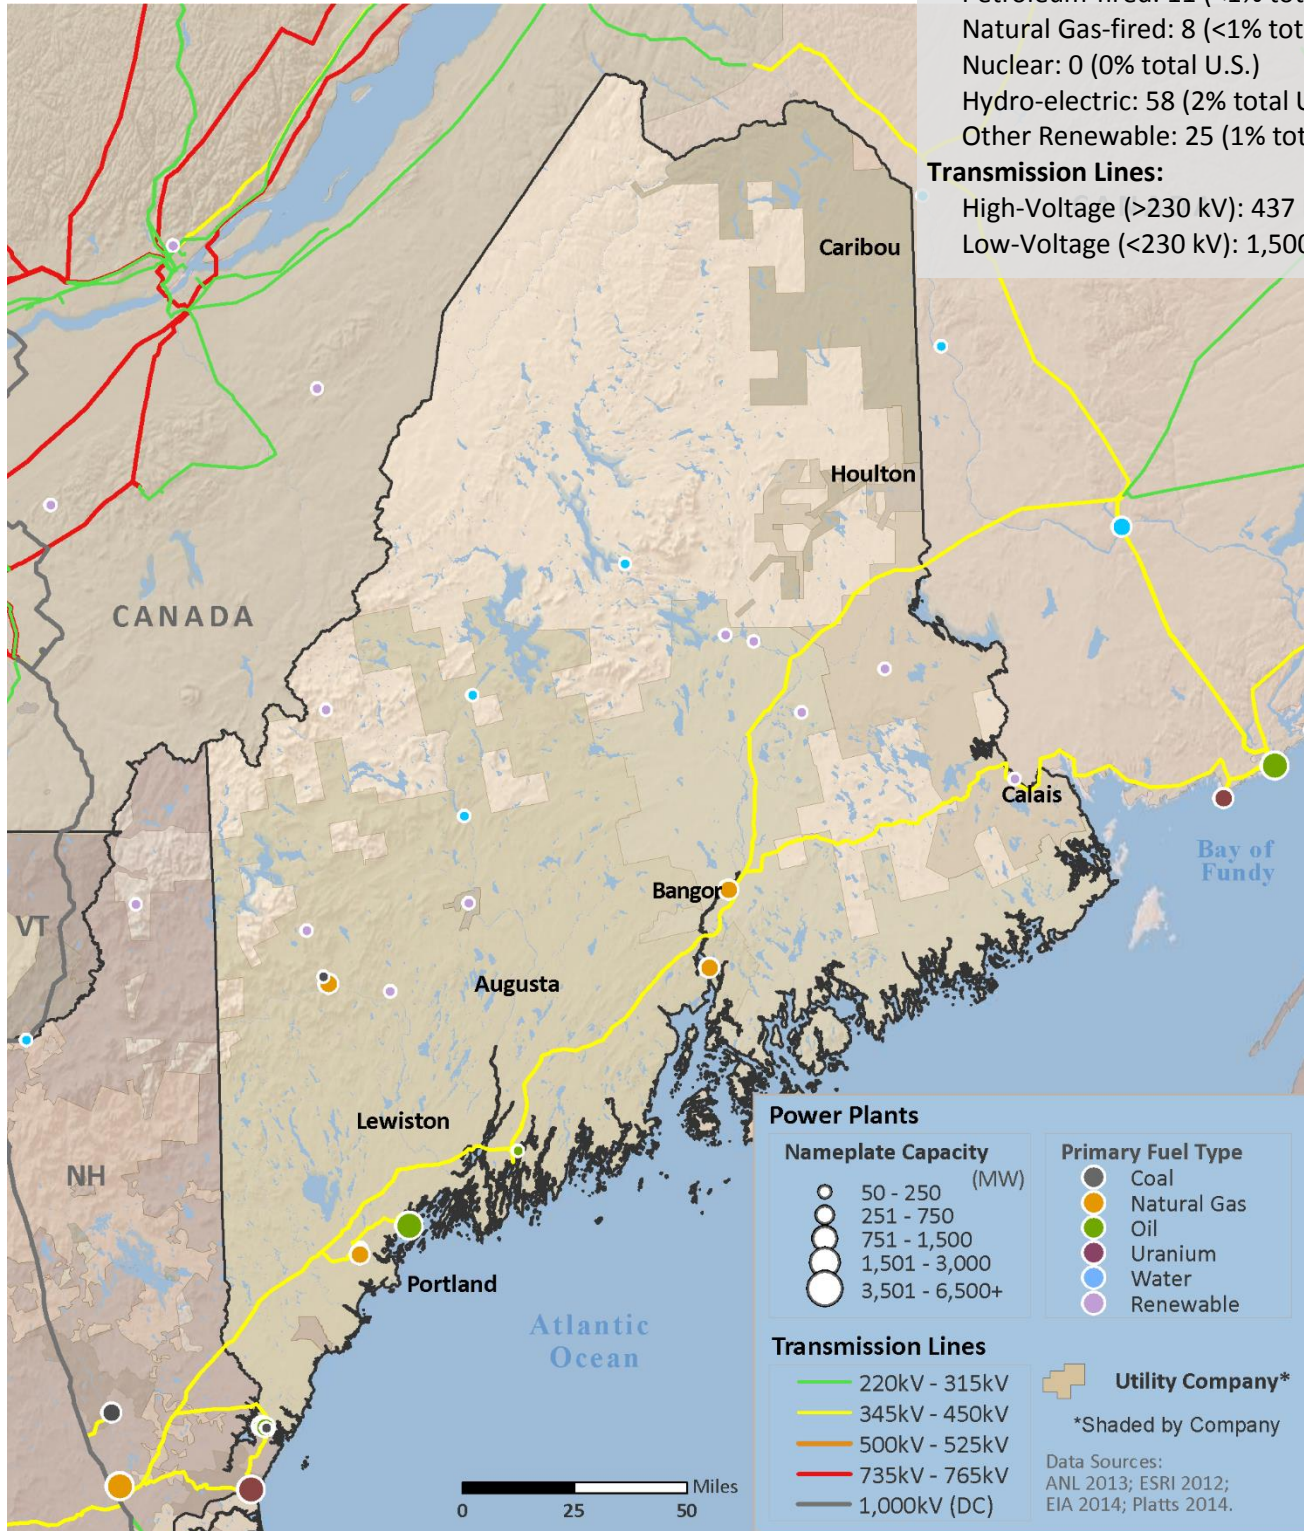 Natural Gas-fired: 8 (<1% tot
Nuclear: 0 (0% total U.S.)
Hydro-electric: 58 (2% total U
Other Renewable: 25 (1% tot
Transmission Lines:
High-Voltage (>230 kV): 437
Low-Voltage (<230 kV): 1,500
Caribou
Houlton
CANADA
Calais
Bay of
Fundy
Bangor
VT
Augusta
Lewiston
NH
Portland
Atlantic
Ocean
Power Plants
Nameplate Capacity
(MW)
50 - 250
251 - 750
751 - 1,500
1,501 - 3,000
3,501 - 6,500+
Primary Fuel Type
Coal
Natural Gas
Oil
Uranium
Water
Renewable
Transmission Lines
220kV - 315kV
345kV - 450kV
500kV - 525kV
735kV - 765kV
1,000kV (DC)
Utility Company*
*Shaded by Company
Data Sources:
ANL 2013; ESRI 2012;
EIA 2014; Platts 2014.
Miles
0 25 50